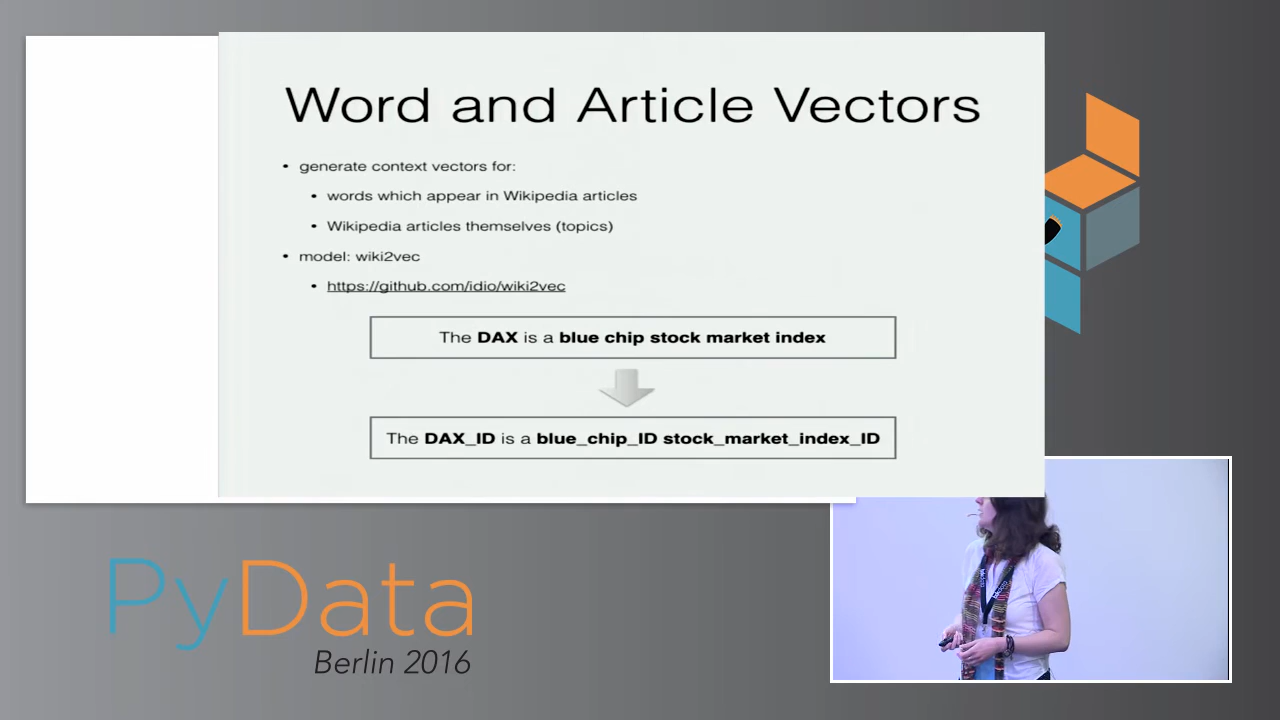 Word and Article Vectors
• generate context vectors for:
• words which appear in Wikipedia articles
• Wikipedia articles themselves (topics)
• model: wiki2vec
• https://github.com/idio/wiki2vec
The DAX is a blue chip stock market index
The DAX_ID is a blue_chip_ID stock_market_index_ID
PyData
Berlin 2016